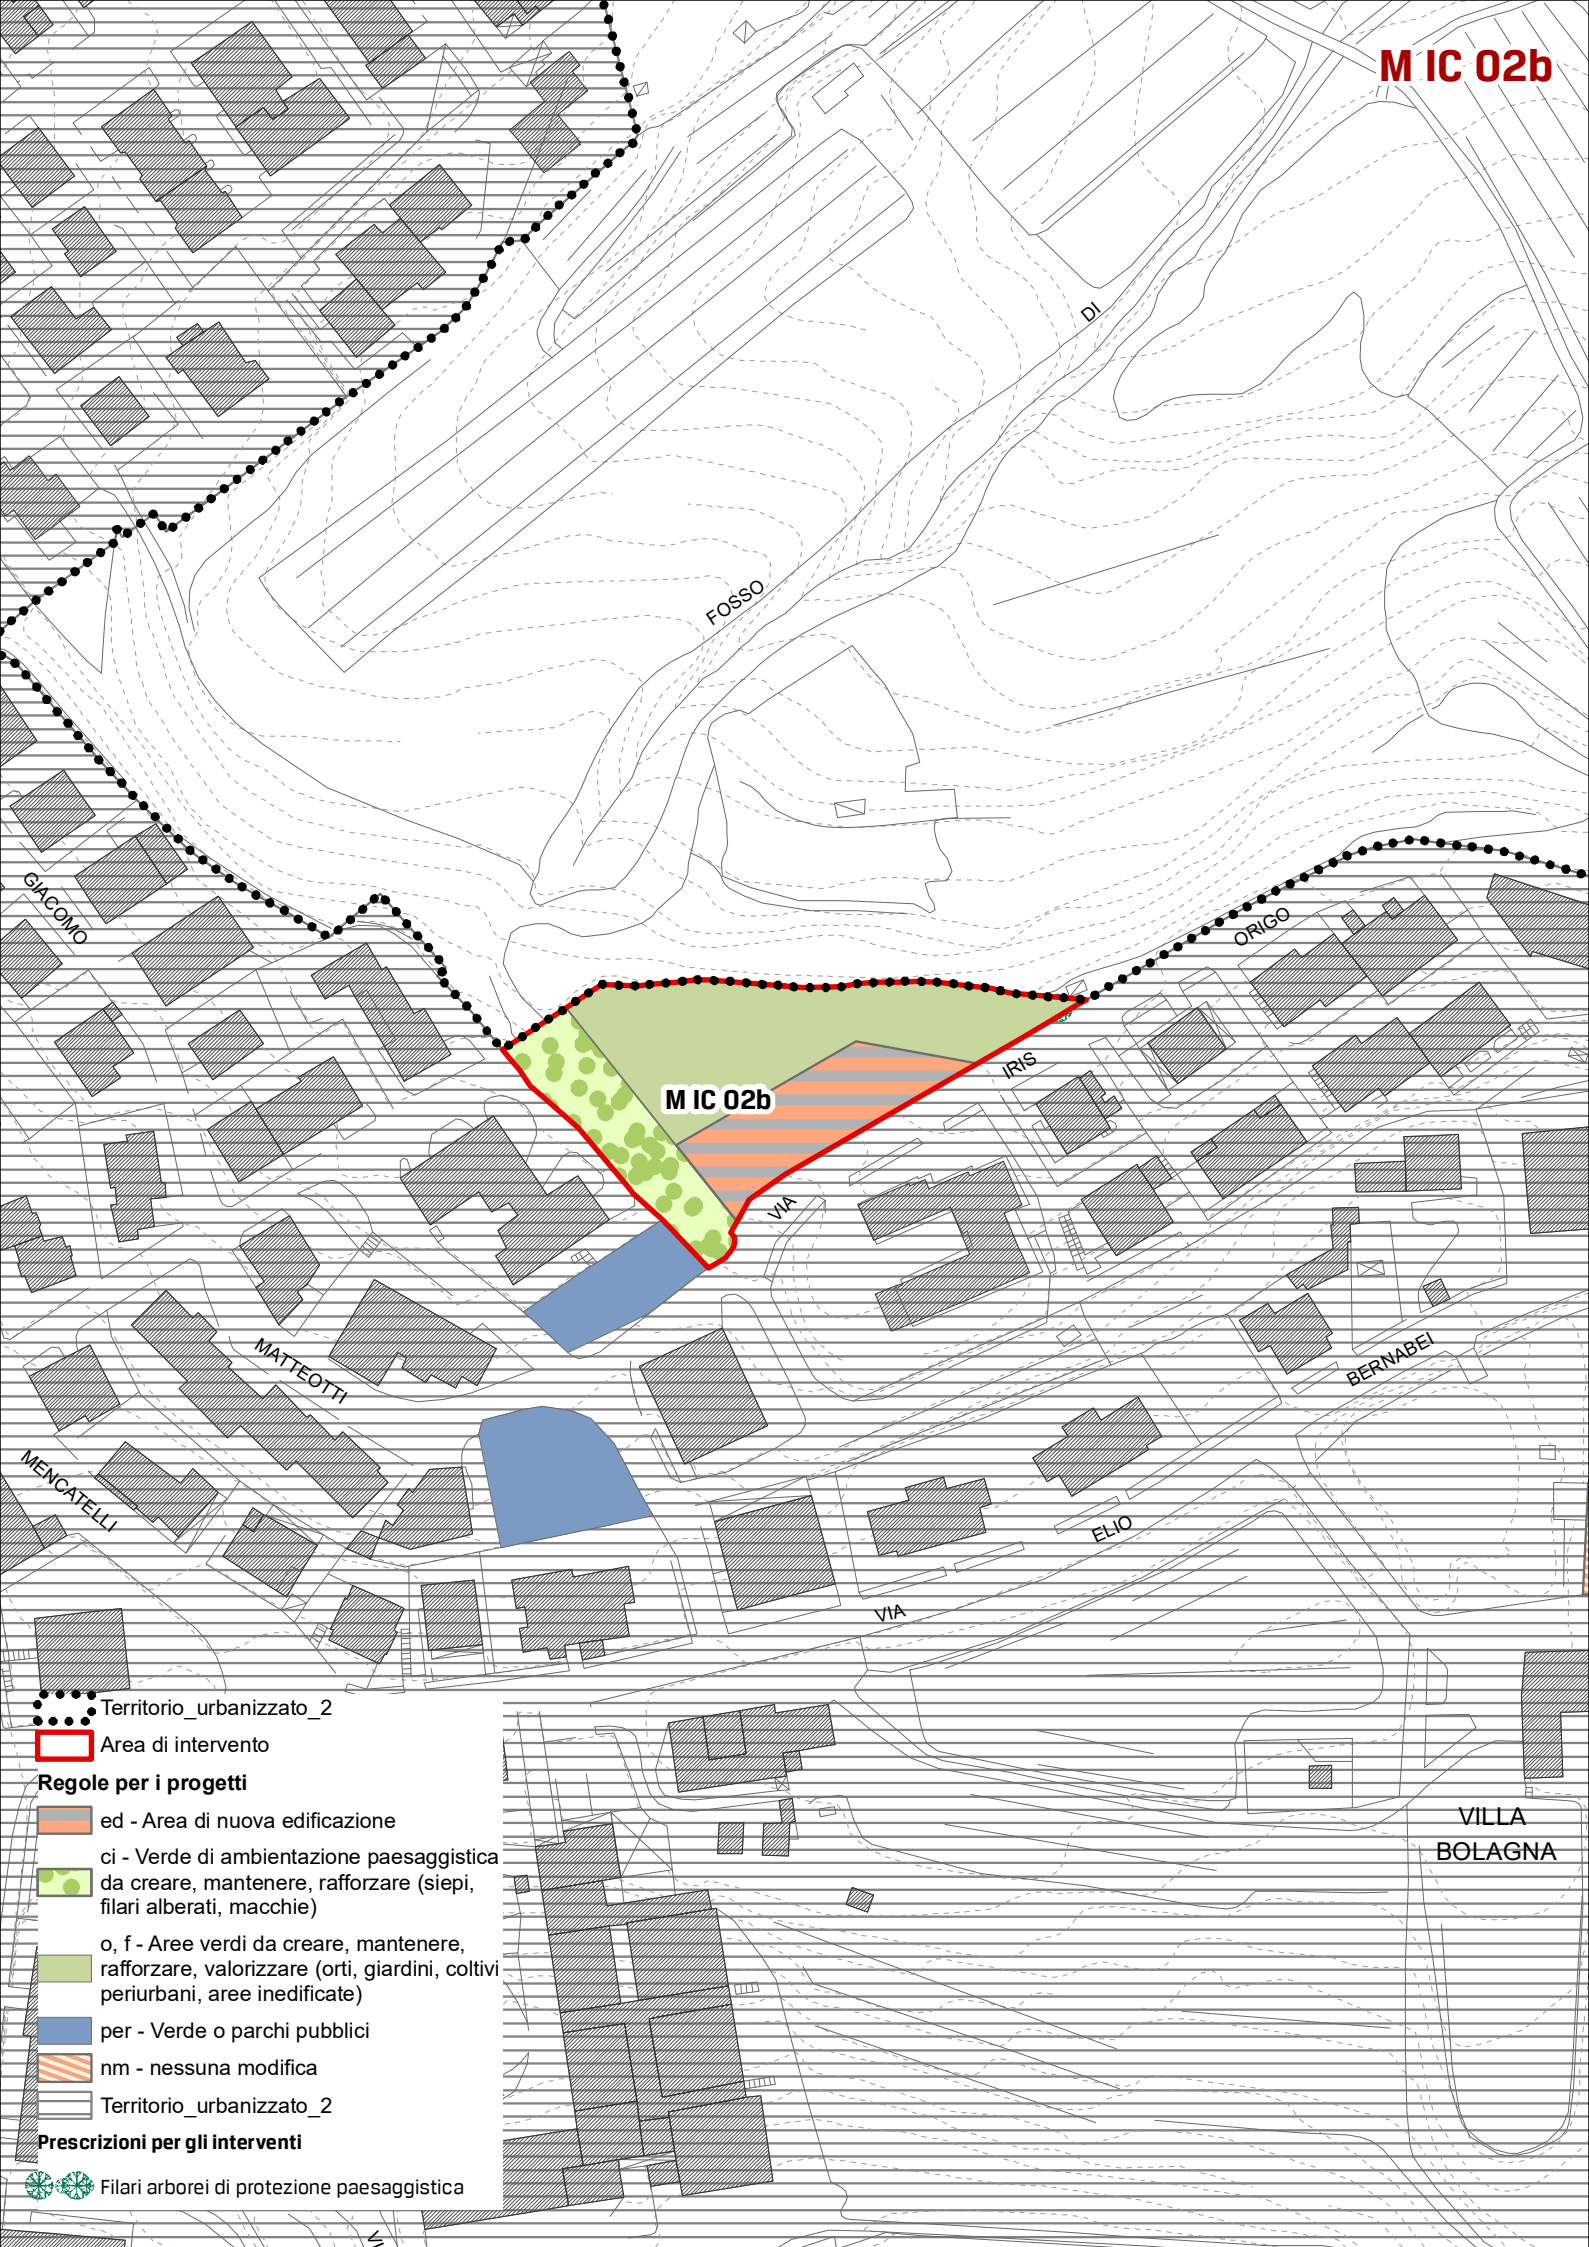 M IC 02b
DI
FOSSO
GIACOMO
ORIGO
IRIS
M IC 02b
VIA
MATTEOTTI
BERNABEI
MENCATELLI
ELIO
VIA
Territorio_urbanizzato_2
Area di intervento
Regole per i progetti
ed - Area di nuova edificazione
ci - Verde di ambientazione paesaggistica
da creare, mantenere, rafforzare (siepi,
filari alberati, macchie)
o, f - Aree verdi da creare, mantenere,
rafforzare, valorizzare (orti, giardini, coltivi
periurbani, aree inedificate)
per - Verde o parchi pubblici
nm - nessuna modifica
Territorio_urbanizzato_2
Prescrizioni per gli interventi
Filari arborei di protezione paesaggistica
VILLA
BOLAGNA